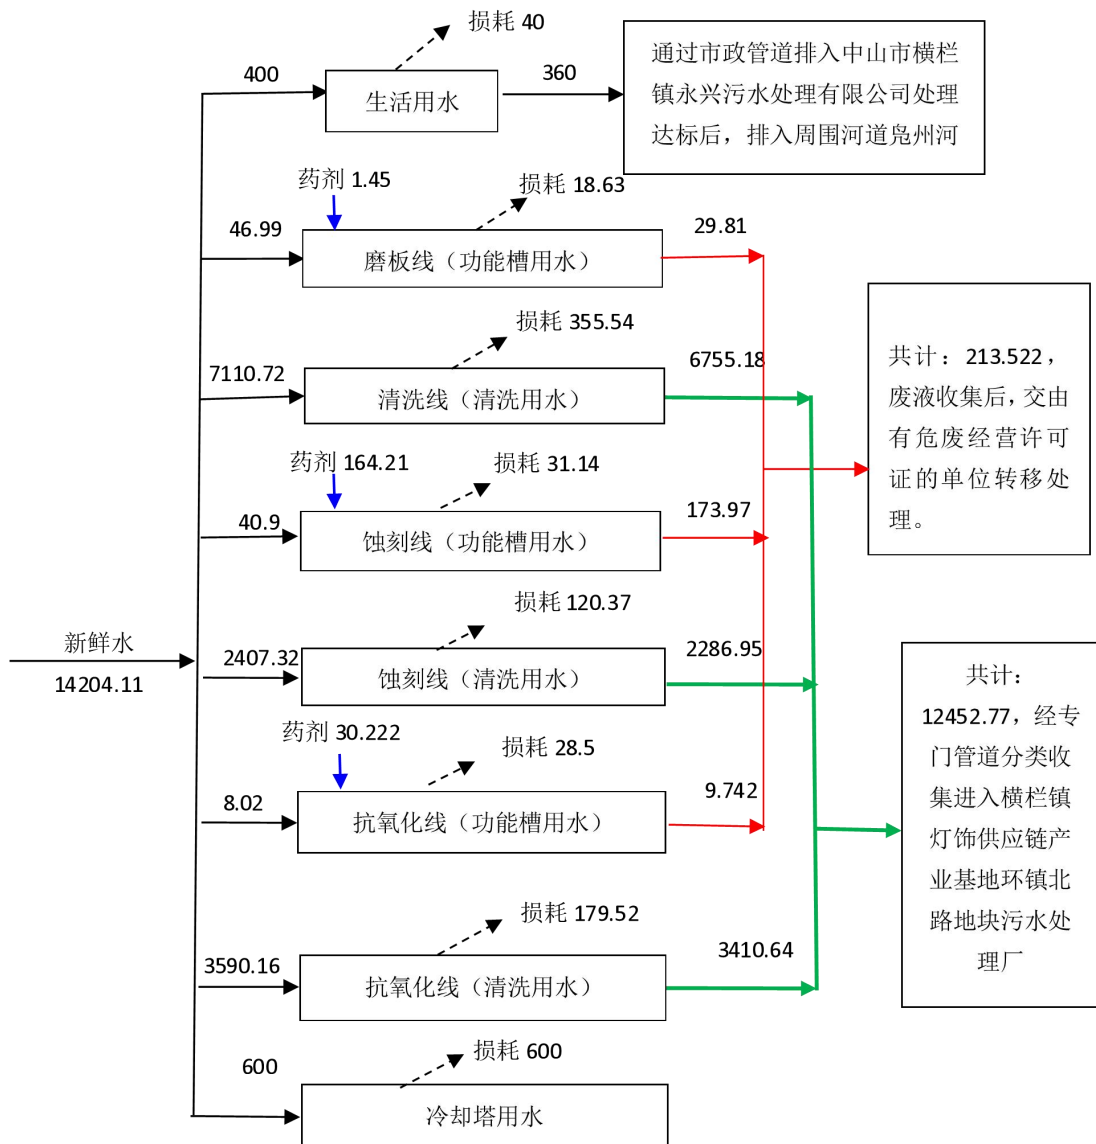 损耗 40
400
生活用水
360
通过市政管道排入中山市横栏
镇永兴污水处理有限公司处理
达标后，排入周围河道凫州河
药剂 1.45
损耗 18.63
46.99
磨板线（功能槽用水）
29.81
损耗 355.54
7110.72
清洗线（清洗用水）
6755.18
共计：213.522，
废液收集后，交由
有危废经营许可
证的单位转移处
理。
药剂 164.21
损耗 31.14
40.9
蚀刻线（功能槽用水）
173.97
损耗 120.37
新鲜水
14204.11
2407.32
蚀刻线（清洗用水）
2286.95
药剂 30.222
损耗 28.5
8.02
抗氧化线（功能槽用水）
9.742
共计：
12452.77，经专
门管道分类收
集进入横栏镇
灯饰供应链产
业基地环镇北
路地块污水处
理厂
损耗 179.52
3590.16
抗氧化线（清洗用水）
3410.64
损耗 600
600
冷却塔用水